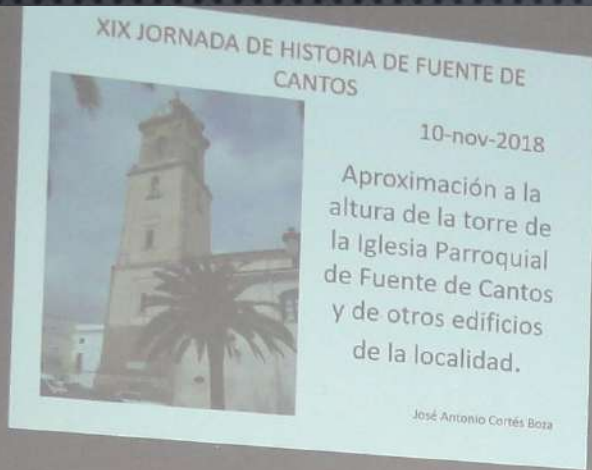 XIX JORNADA DE HISTORIA DE FUENTE DE
CANTOS
10-nov-2018
Aproximación a la
altura de la torre de
la Iglesia Parroquial
de Fuente de Cantos
y de otros edificios
de la localidad.
José Antonio Cortés Boza